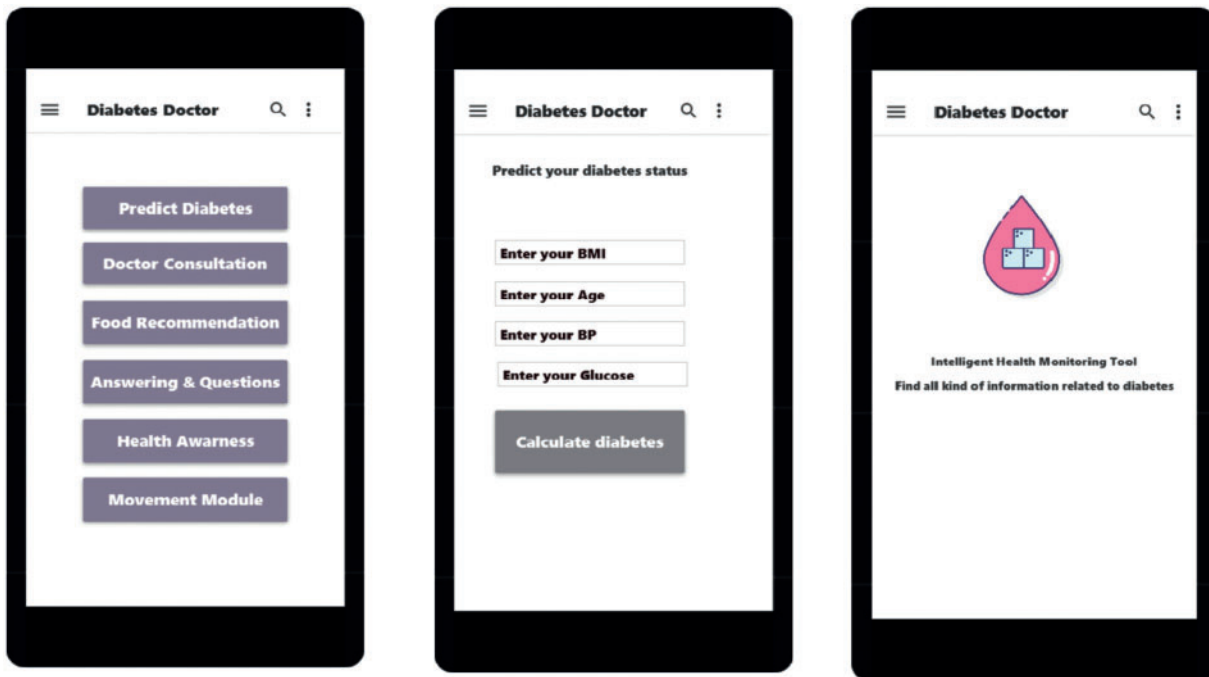 Diabetes Doctor
Predict Diabetes
Doctor Consultation
Food Recommendation
Answering & Questions
Health Awarness
Movement Module
Diabetes Doctor
Predict your diabetes status
Enter your BMI
Enter your Age
Enter your BP
Enter your Glucose
Calculate diabetes
Diabetes Doctor
Intelligent Health Monitoring Tool
Find all kind of information related to diabetes